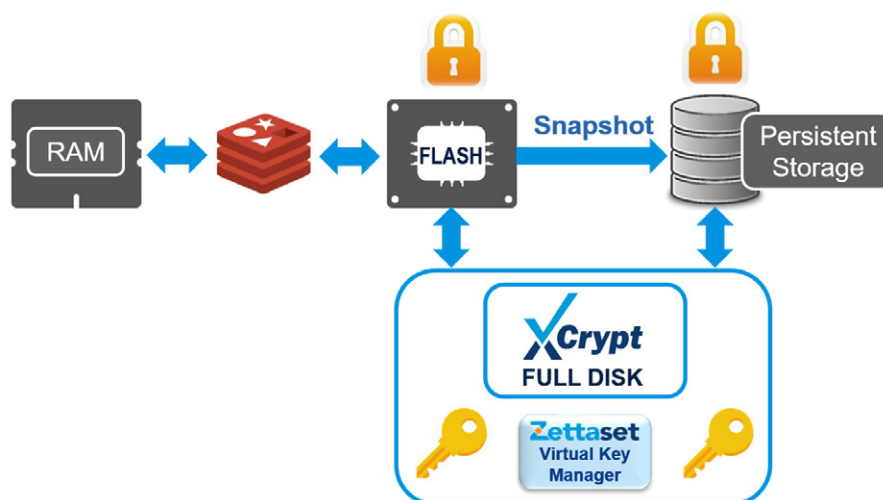 RAM
FLASH
Snapshot
Persistent
Storage
XCrypt
FULL DISK
Zettaset
Virtual Key
Manager